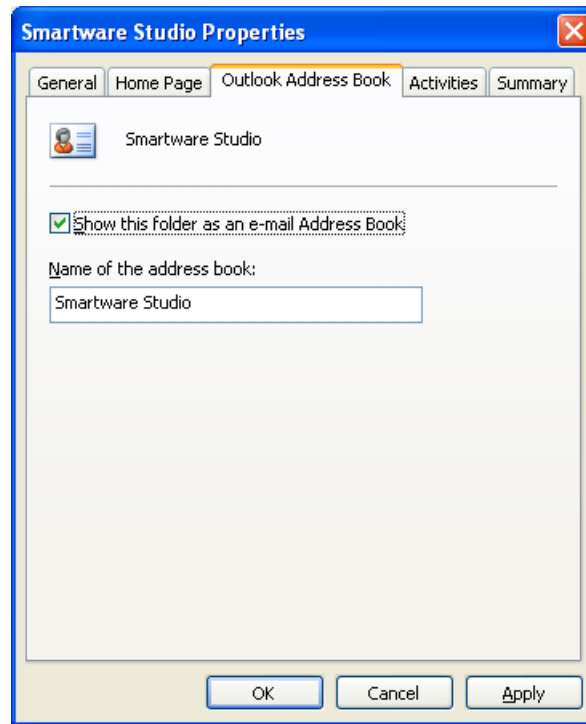 Smartware Studio Properties
General Home Page Outlook Address Book Activities Summary
Smartware Studio
Show this folder as an e-mail Address Book
Name of the address book:
Smartware Studio
OK Cancel Apply